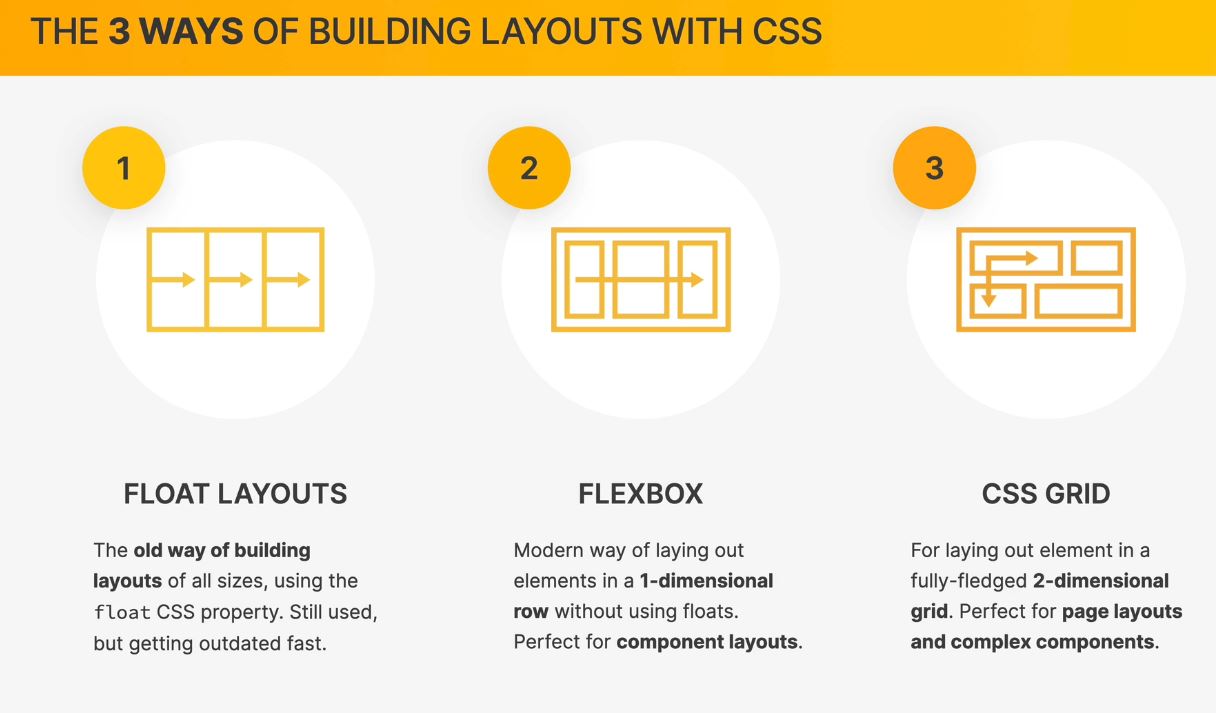 THE 3 WAYS OF BUILDING LAYOUTS WITH CSS
1
2
3
FLOAT LAYOUTS
The old way of building
layouts of all sizes, using the
float CSS property. Still used,
but getting outdated fast.
FLEXBOX
Modern way of laying out
elements in a 1-dimensional
row without using floats.
Perfect for component layouts.
CSS GRID
For laying out element in a
fully-fledged 2-dimensional
grid. Perfect for page layouts
and complex components.